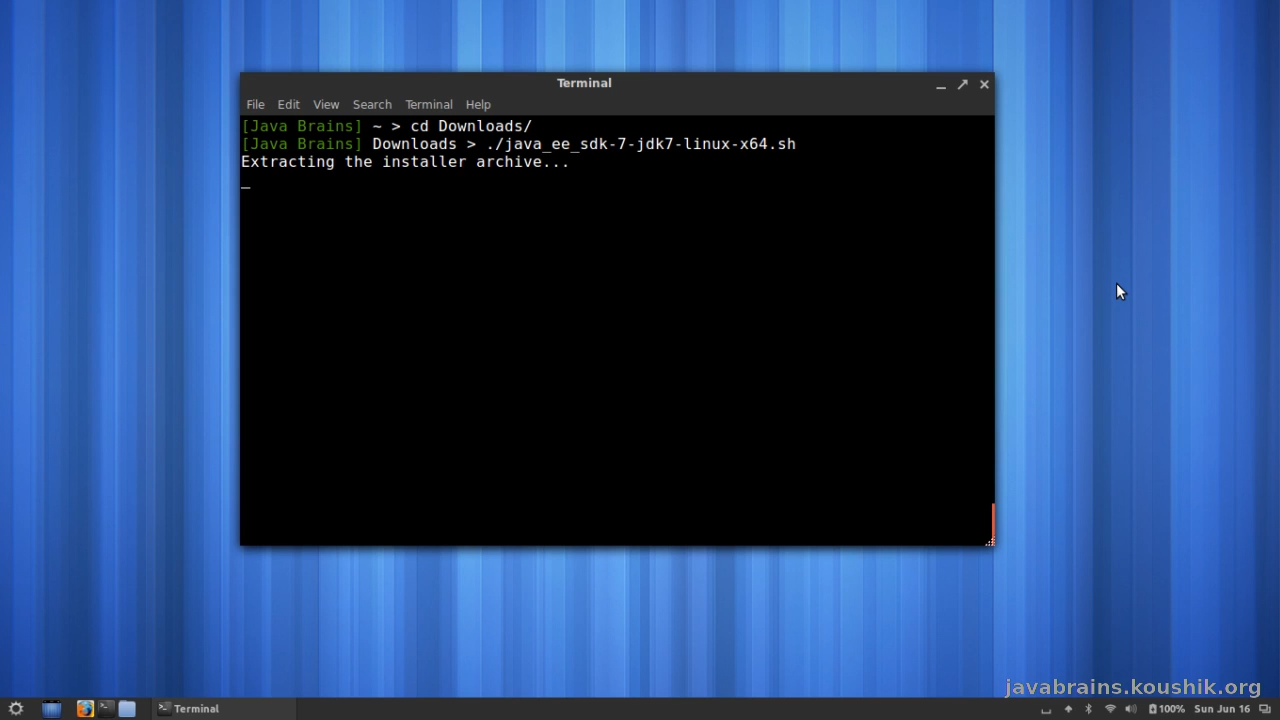 Terminal
File Edit View Search Terminal Help
[Java Brains] ~ > cd Downloads/
[Java Brains] Downloads > ./java_ee_sdk-7-jdk7-linux-x64.sh
Extracting the installer archive...
_
javabrains.koushik.org
Terminal
100% Sun Jun 16